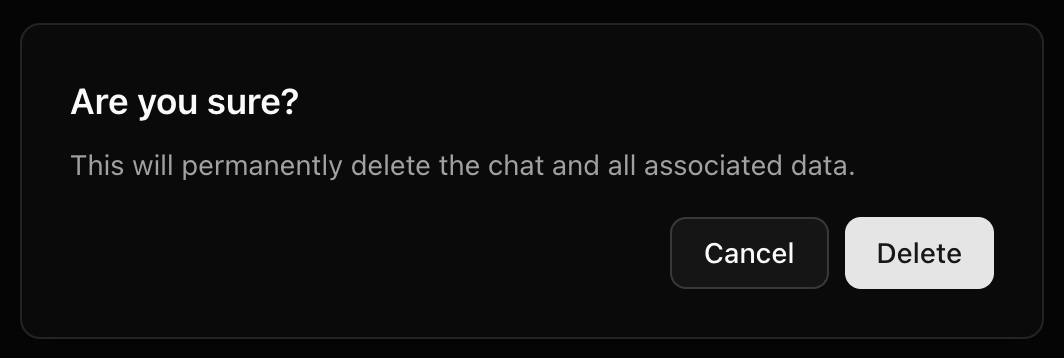 Are you sure?
This will permanently delete the chat and all associated data.
Cancel Delete